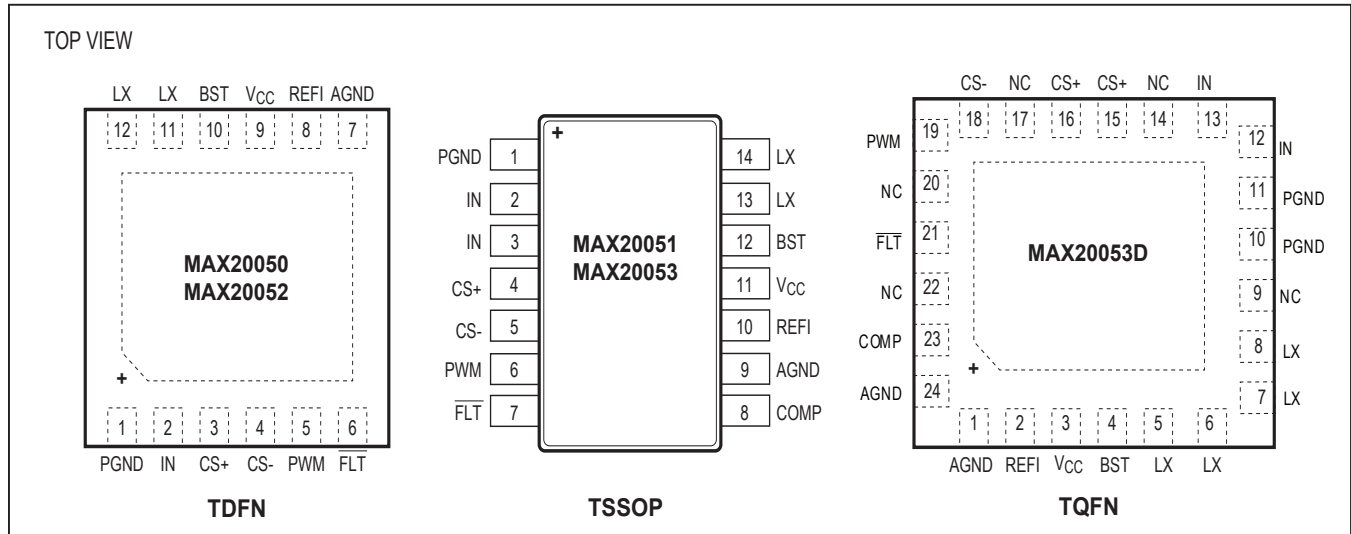 TOP VIEW
LX LX BST VCC REFI AGND
12 11 10 9 8 7
MAX20050
MAX20052
+
1 2 3 4 5 6
PGND IN CS+ CS- PWM FLT
TDFN
+
PGND 1 14 LX
IN 2 13 LX
IN 3 12 BST
MAX20051
MAX20053
CS+ 4 11 VCC
CS- 5 10 REFI
PWM 6 9 AGND
FLT 7 8 COMP
TSSOP
CS- NC CS+ CS+ NC IN
18 17 16 15 14 13
PWM 19 12 IN
NC 20 11 PGND
FLT 21 10 PGND
MAX20053D
NC 22 9 NC
COMP 23 8 LX
+
AGND 24 7 LX
1 2 3 4 5 6
AGND REFI VCC BST LX LX
TQFN